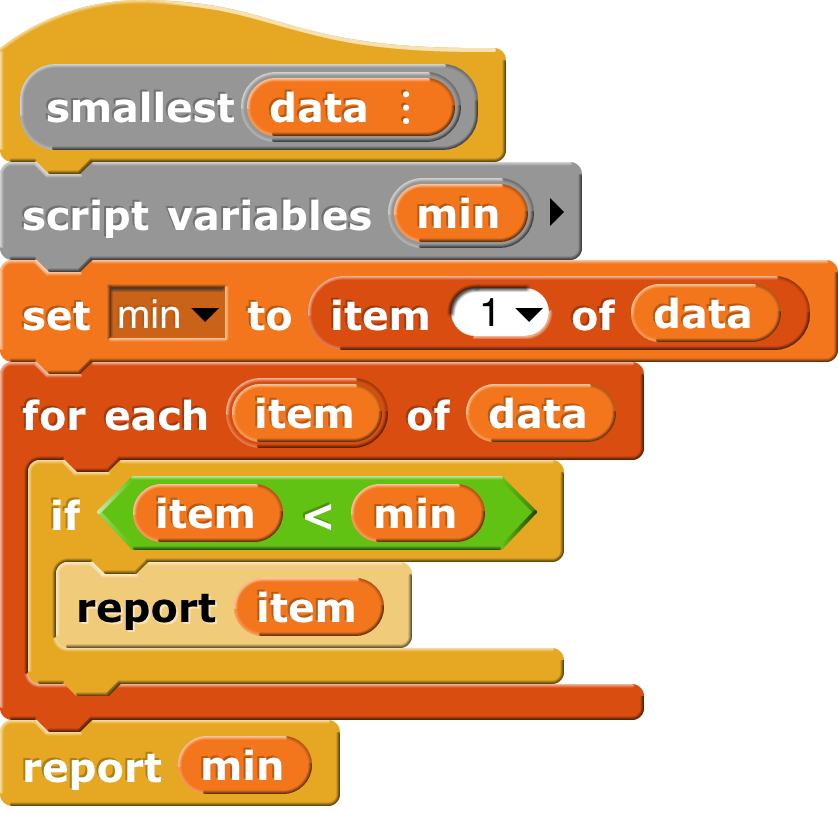 smallest data ⋮
script variables min
set min to item 1 of data
for each item of data
if item < min
report item
report min